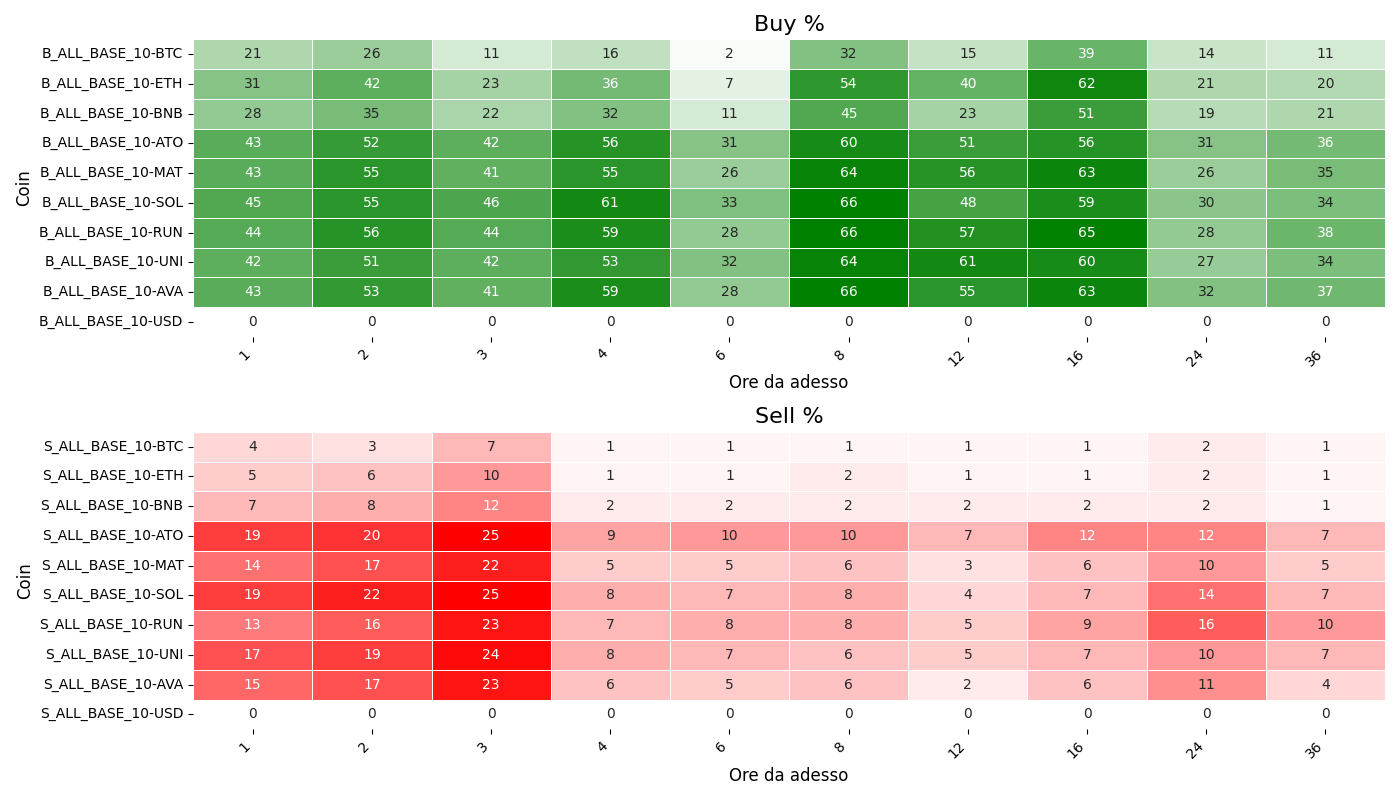 Buy %
Coin
B_ALL_BASE_10-BTC 21 26 11 16 2 32 15 39 14 11
B_ALL_BASE_10-ETH 31 42 23 36 7 54 40 62 21 20
B_ALL_BASE_10-BNB 28 35 22 32 11 45 23 51 19 21
B_ALL_BASE_10-ATO 43 52 42 56 31 60 51 56 31 36
B_ALL_BASE_10-MAT 43 55 41 55 26 64 56 63 26 35
B_ALL_BASE_10-SOL 45 55 46 61 33 66 48 59 30 34
B_ALL_BASE_10-RUN 44 56 44 59 28 66 57 65 28 38
B_ALL_BASE_10-UNI 42 51 42 53 32 64 61 60 27 34
B_ALL_BASE_10-AVA 43 53 41 59 28 66 55 63 32 37
B_ALL_BASE_10-USD 0 0 0 0 0 0 0 0 0 0
1 2 3 4 6 8 12 16 24 36
Ore da adesso
Sell %
Coin
S_ALL_BASE_10-BTC 4 3 7 1 1 1 1 1 2 1
S_ALL_BASE_10-ETH 5 6 10 1 1 2 1 1 2 1
S_ALL_BASE_10-BNB 7 8 12 2 2 2 2 2 2 1
S_ALL_BASE_10-ATO 19 20 25 9 10 10 7 12 12 7
S_ALL_BASE_10-MAT 14 17 22 5 5 6 3 6 10 5
S_ALL_BASE_10-SOL 19 22 25 8 7 8 4 7 14 7
S_ALL_BASE_10-RUN 13 16 23 7 8 8 5 9 16 10
S_ALL_BASE_10-UNI 17 19 24 8 7 6 5 7 10 7
S_ALL_BASE_10-AVA 15 17 23 6 5 6 2 6 11 4
S_ALL_BASE_10-USD 0 0 0 0 0 0 0 0 0 0
1 2 3 4 6 8 12 16 24 36
Ore da adesso